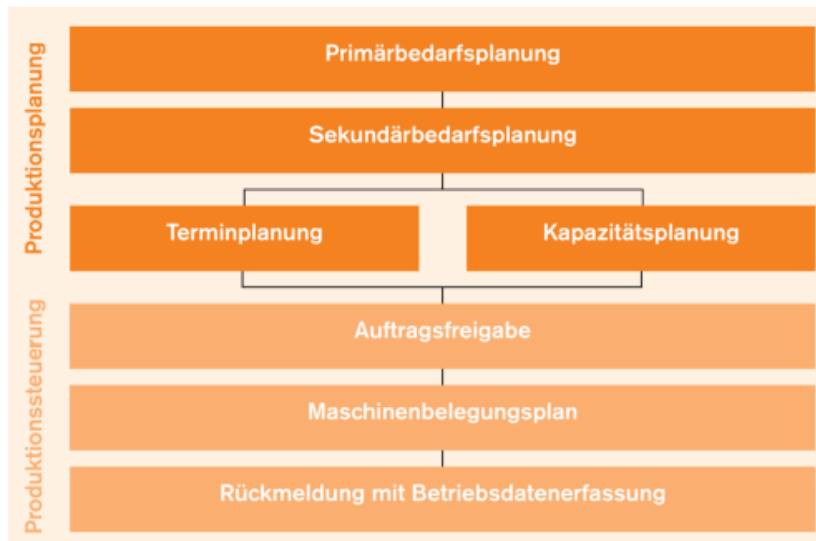 Produktionsplanung
Primärbedarfsplanung
Sekundärbedarfsplanung
Terminplanung
Kapazitätsplanung
Produktionssteuerung
Auftragsfreigabe
Maschinenbelegungsplan
Rückmeldung mit Betriebsdatenerfassung